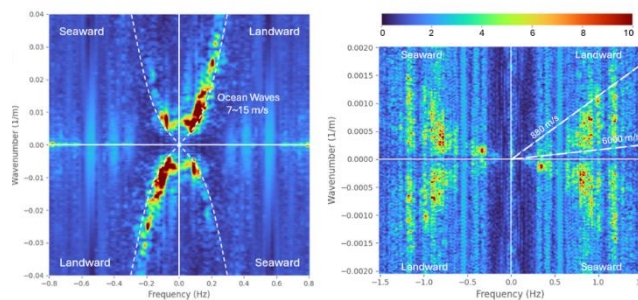 0 2 4 6 8 10
Seaward Landward
Ocean Waves
7~15 m/s
Landward Seaward
0.04
0.03
0.02
0.01
0.00
-0.01
-0.02
-0.03
-0.04
Wavenumber (1/m)
-0.8 -0.6 -0.4 -0.2 0.0 0.2 0.4 0.6 0.8
Frequency (Hz)
Seaward Landward
880 m/s
6000 m/s
Landward Seaward
0.0020
0.0015
0.0010
0.0005
0.0000
-0.0005
-0.0010
-0.0015
-0.0020
Wavenumber (1/m)
-1.5 -1.0 -0.5 0.0 0.5 1.0
Frequency (Hz)